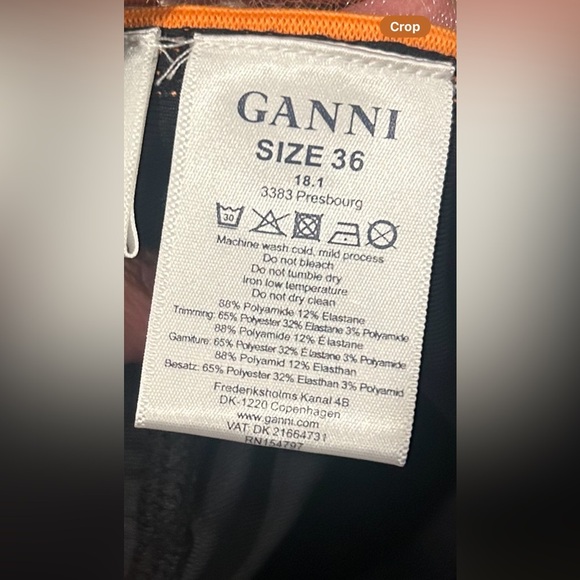 Crop
GANNI
SIZE 36
18.1
3383 Presbourg
30
Machine wash cold, mild process
Do not bleach
Do not tumble dry
Iron low temperature
Do not dry clean
88% Polyamide 12% Elastane
Trimming: 65% Polyester 32% Elastane 3% Polyamide
88% Polyamide 12% Élastane
Garniture: 65% Polyester 32% Élastane 3% Polyamide
88% Polyamid 12% Elasthan
Besatz: 65% Polyester 32% Elasthan 3% Polyamid
Frederiksholms Kanal 4B
DK-1220 Copenhagen
www.ganni.com
VAT: DK 21664731
RN154797